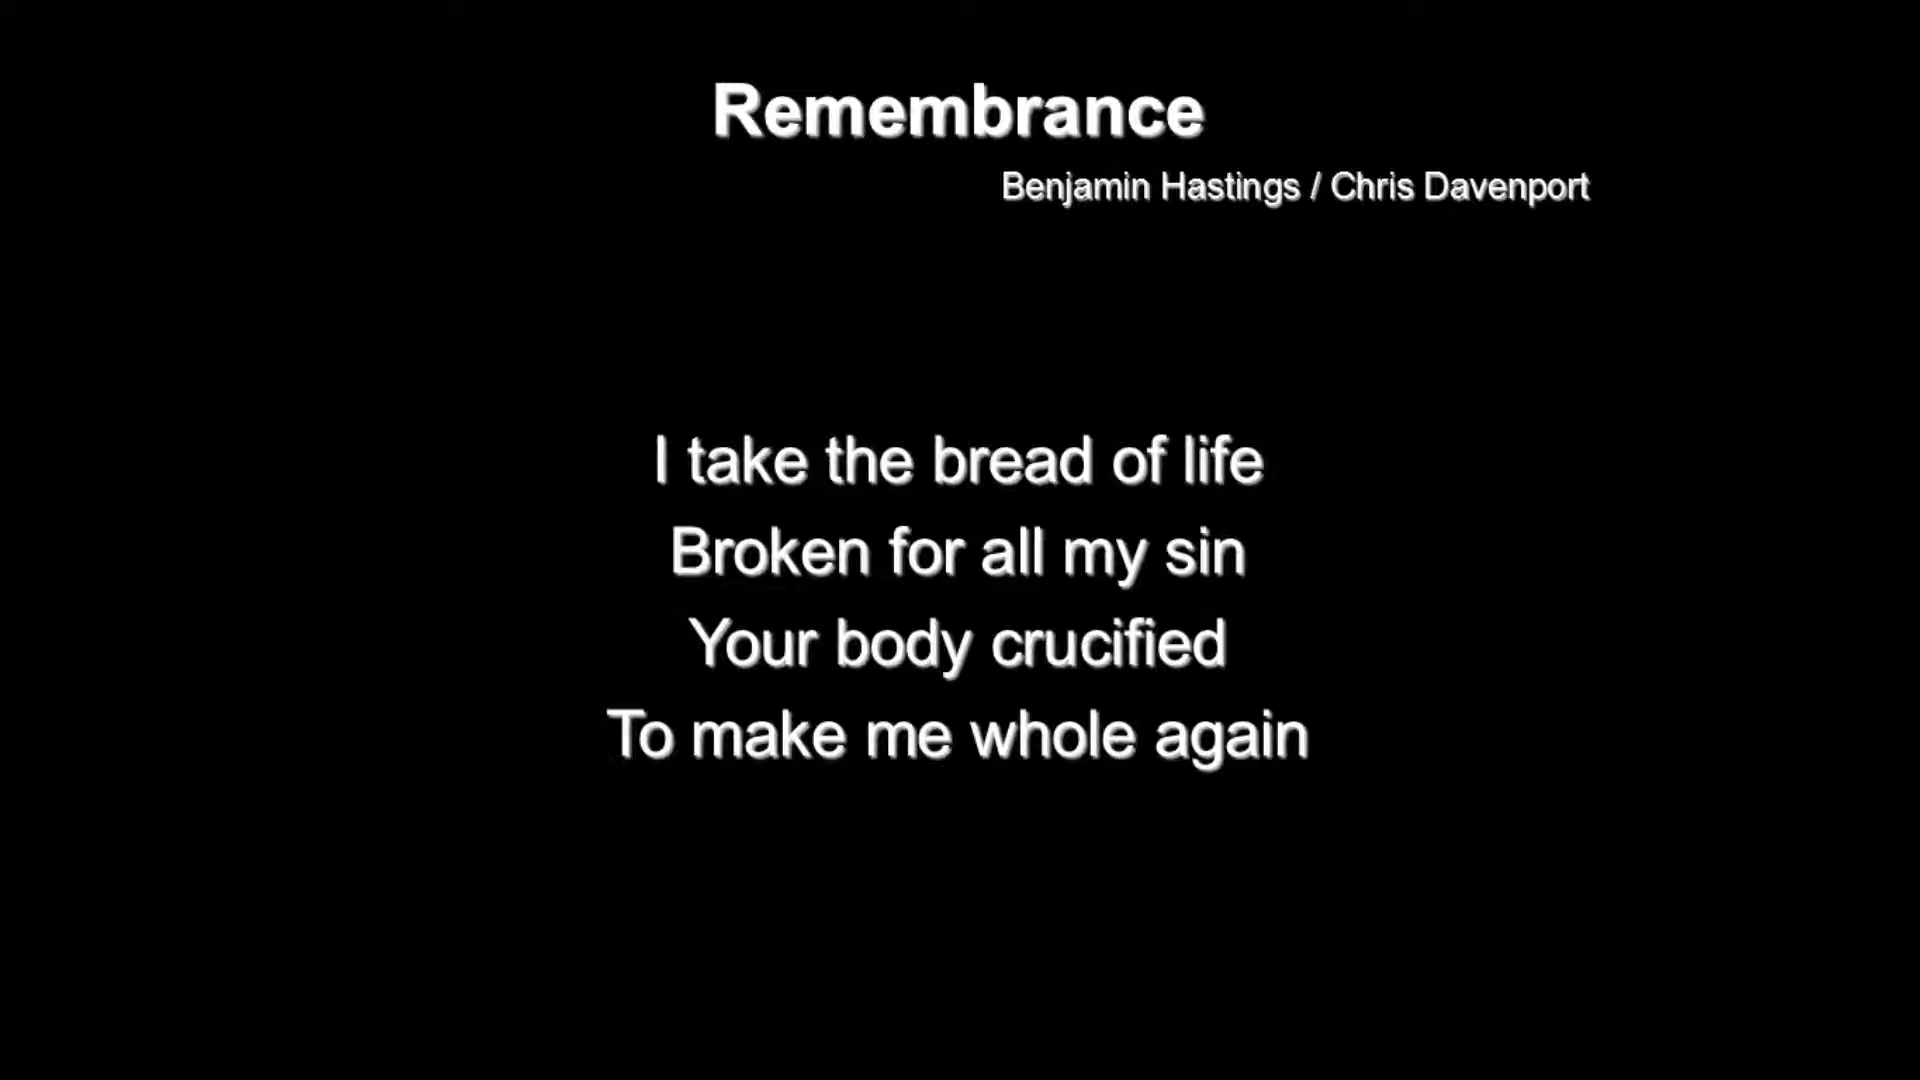 Remembrance
Benjamin Hastings / Chris Davenport
I take the bread of life
Broken for all my sin
Your body crucified
To make me whole again